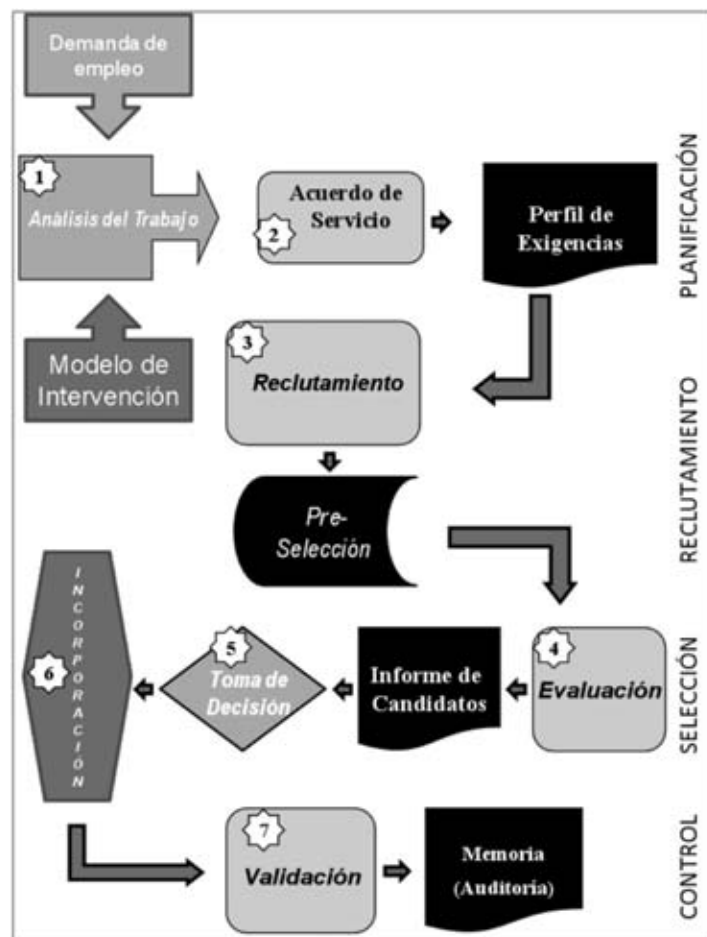 Demanda de
empleo
1
Análisis del Trabajo
Acuerdo de
Servicio
2
Perfil de
Exigencias
PLANIFICACIÓN
Modelo de
Intervención
3
Reclutamiento
RECLUTAMIENTO
Pre-
Selección
4
Evaluación
Informe de
Candidatos
5
Toma de
Decisión
6
INCORPORACIÓN
SELECCIÓN
7
Validación
Memoria
(Auditoría)
CONTROL